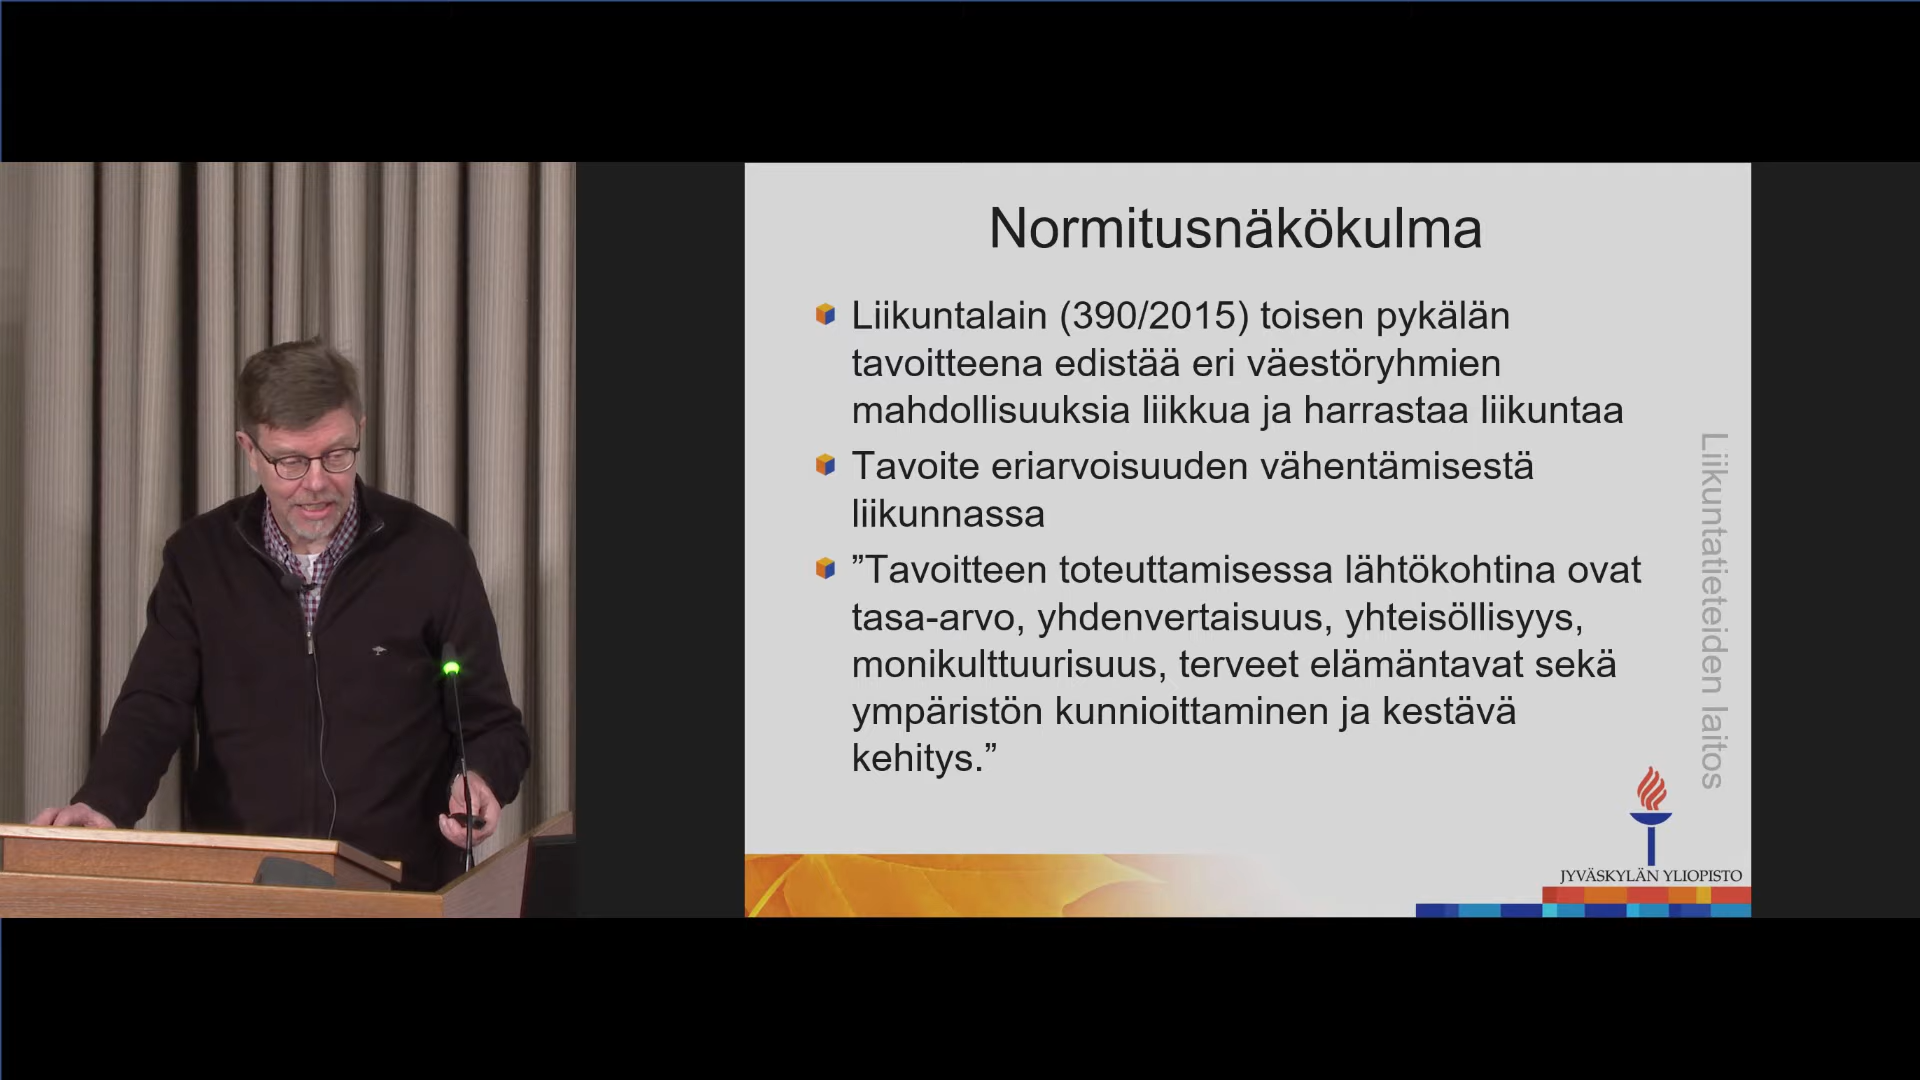 Normitusnäkökulma
Liikuntalain (390/2015) toisen pykälän
tavoitteena edistää eri väestöryhmien
mahdollisuuksia liikkua ja harrastaa liikuntaa
Tavoite eriarvoisuuden vähentämisestä
liikunnassa
”Tavoitteen toteuttamisessa lähtökohtina ovat
tasa-arvo, yhdenvertaisuus, yhteisöllisyys,
monikulttuurisuus, terveet elämäntavat sekä
ympäristön kunnioittaminen ja kestävä
kehitys.”
Liikuntatieteiden laitos
JYVÄSKYLÄN YLIOPISTO